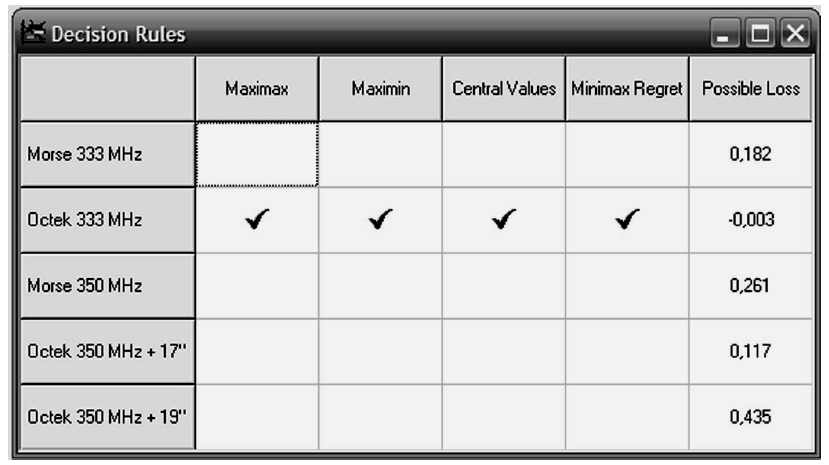 Decision Rules
Maximax Maximin Central Values Minimax Regret Possible Loss
Morse 333 MHz 0,182
Octek 333 MHz ✓ ✓ ✓ ✓ -0,003
Morse 350 MHz 0,261
Octek 350 MHz + 17" 0,117
Octek 350 MHz + 19" 0,435